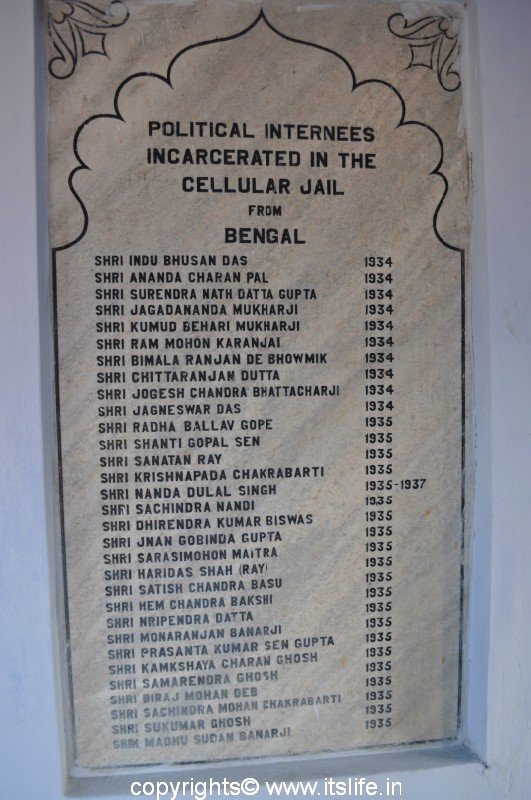 POLITICAL INTERNEES
INCARCERATED IN THE
CELLULAR JAIL
FROM
BENGAL
SHRI INDU BHUSAN DAS 1934
SHRI ANANDA CHARAN PAL 1934
SHRI SURENDRA NATH DATTA GUPTA 1934
SHRI JAGADANANDA MUKHARJI 1934
SHRI KUMUD BEHARI MUKHARJI 1934
SHRI RAM MOHON KARANJAI 1934
SHRI BIMALA RANJAN DE BHOWMIK 1934
SHRI CHITTARANJAN DUTTA 1934
SHRI JOGESH CHANDRA BHATTACHARJI 1934
SHRI JAGNESWAR DAS 1934
SHRI RADHA BALLAV GOPE 1935
SHRI SHANTI GOPAL SEN 1935
SHRI SANATAN RAY 1935
SHRI KRISHNAPADA CHAKRABARTI 1935
SHRI NANDA DULAL SINGH 1935-1937
SHRI SACHINDRA NANDI 1935
SHRI DHIRENDRA KUMAR BISWAS 1935
SHRI JNAN GOBINDA GUPTA 1935
SHRI SARASIMOHON MAITRA 1935
SHRI HARIDAS SHAH (RAY) 1935
SHRI SATISH CHANDRA BASU 1935
SHRI HEM CHANDRA BAKSHI 1935
SHRI NRIPENDRA DATTA 1935
SHRI MONARANJAN BANARJI 1935
SHRI PRASANTA KUMAR SEN GUPTA 1935
SHRI KAMKSHAYA CHARAN GHOSH 1935
SHRI SAMARENDRA GHOSH 1935
SHRI BIRAJ MOHAN DEB 1935
SHRI SACHINDRA MOHAN CHAKRABARTI 1935
SHRI SUKUMAR GHOSH 1935
SHRI MADHU SUDAN BANARJI 1935
copyrights © www.itslife.in